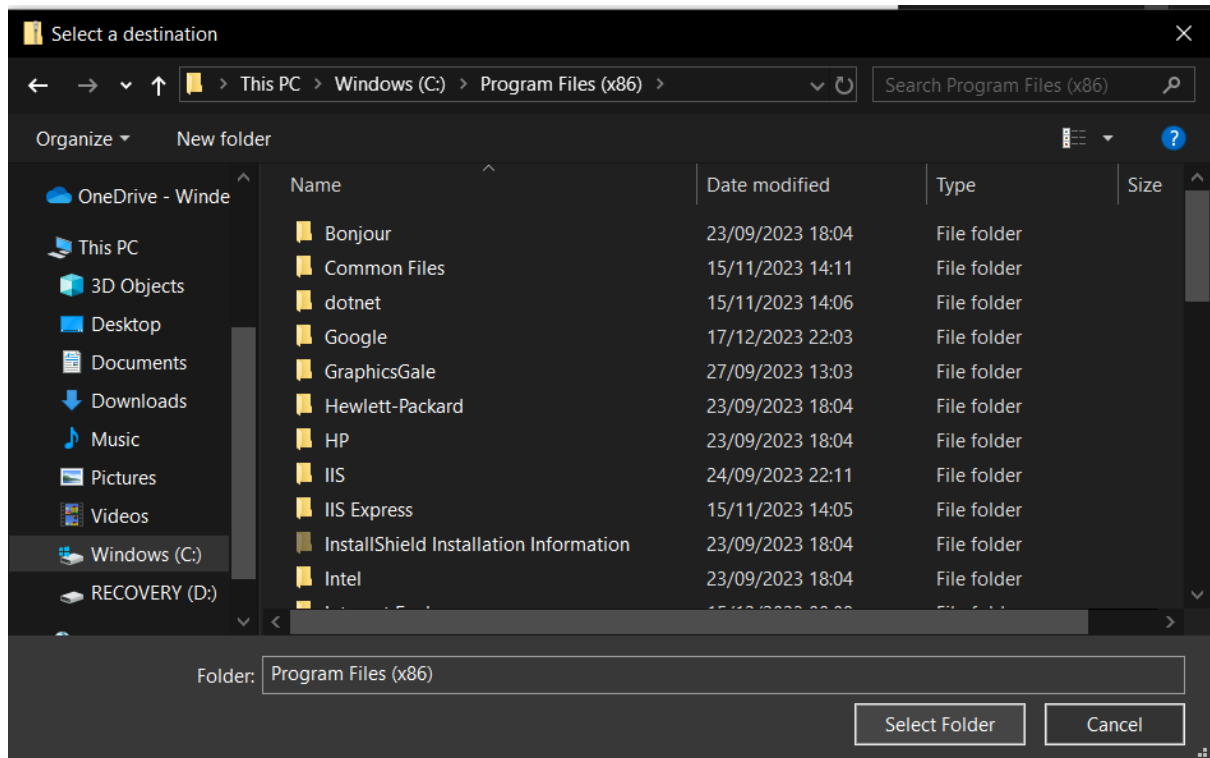 Select a destination
This PC > Windows (C:) > Program Files (x86) >
Search Program Files (x86)
Organize
New folder
?
OneDrive - Winde
This PC
3D Objects
Desktop
Documents
Downloads
Music
Pictures
Videos
Windows (C:)
RECOVERY (D:)
Name Date modified Type Size
Bonjour 23/09/2023 18:04 File folder
Common Files 15/11/2023 14:11 File folder
dotnet 15/11/2023 14:06 File folder
Google 17/12/2023 22:03 File folder
GraphicsGale 27/09/2023 13:03 File folder
Hewlett-Packard 23/09/2023 18:04 File folder
HP 23/09/2023 18:04 File folder
IIS 24/09/2023 22:11 File folder
IIS Express 15/11/2023 14:05 File folder
InstallShield Installation Information 23/09/2023 18:04 File folder
Intel 23/09/2023 18:04 File folder
Folder: Program Files (x86)
Select Folder
Cancel